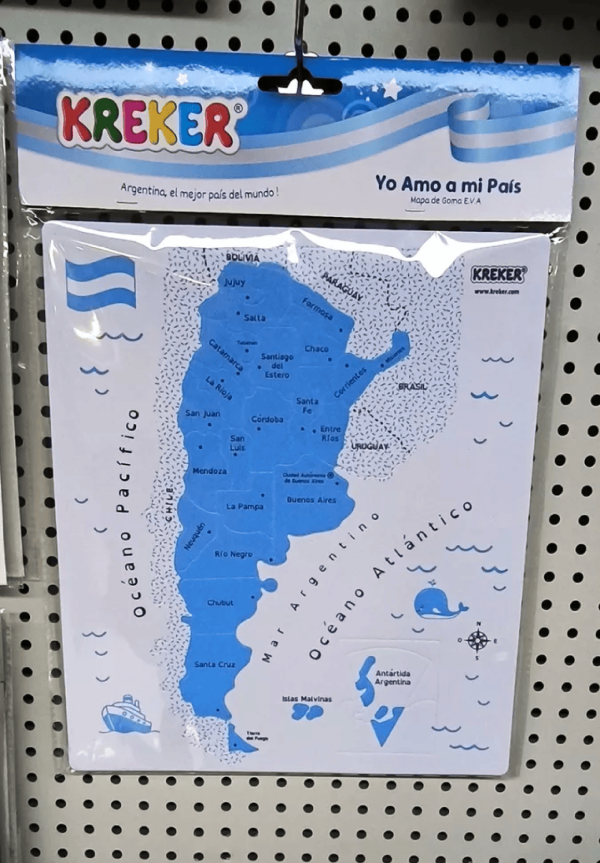 KREKER®
Argentina, el mejor país del mundo!
Yo Amo a mi País
Mapa de Goma E.V.A
KREKER®
www.kreker.com
BOLIVIA
PARAGUAY
Jujuy
Formosa
Salta
Tucumán
Chaco
Misiones
Catamarca
Santiago
del
Estero
Corrientes
BRASIL
La Rioja
Santa
Fe
San Juan
Córdoba
Entre
Ríos
San
Luis
URUGUAY
Mendoza
Ciudad Autónoma
de Buenos Aires
Buenos Aires
La Pampa
CHILE
Océano Pacífico
Neuquén
Río Negro
Mar Argentino
Océano Atlántico
Chubut
N
O
E
S
Santa Cruz
Antártida
Argentina
Islas Malvinas
Tierra
del Fuego